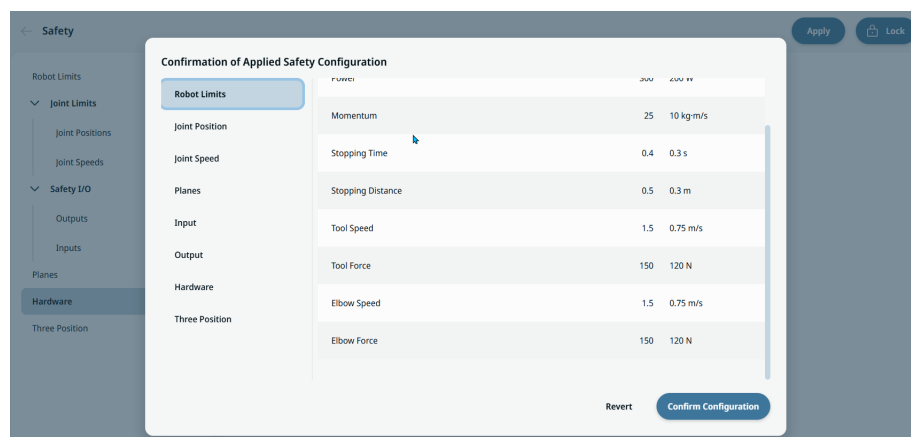 Safety
Apply
Lock
Confirmation of Applied Safety Configuration
Robot Limits
Joint Limits
Joint Positions
Joint Speeds
Safety I/O
Outputs
Inputs
Planes
Hardware
Three Position
Robot Limits
Joint Position
Joint Speed
Planes
Input
Output
Hardware
Three Position
Power 300 200 W
Momentum 25 10 kg·m/s
Stopping Time 0.4 0.3 s
Stopping Distance 0.5 0.3 m
Tool Speed 1.5 0.75 m/s
Tool Force 150 120 N
Elbow Speed 1.5 0.75 m/s
Elbow Force 150 120 N
Revert
Confirm Configuration